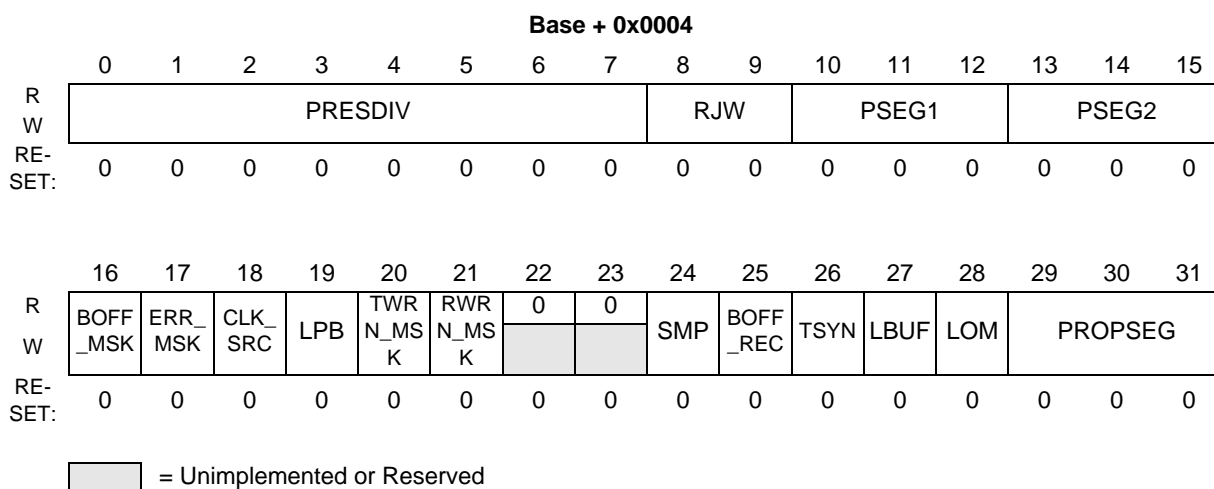 Base + 0x0004
0 1 2 3 4 5 6 7 8 9 10 11 12 13 14 15
R
W
PRESDIV RJW PSEG1 PSEG2
RE-
SET:
0 0 0 0 0 0 0 0 0 0 0 0 0 0 0 0
16 17 18 19 20 21 22 23 24 25 26 27 28 29 30 31
R
W
BOFF
_MSK
ERR_
MSK
CLK_
SRC
LPB
TWR
N_MS
K
RWR
N_MS
K
0 0
SMP
BOFF
_REC
TSYN LBUF LOM PROPSEG
RE-
SET:
0 0 0 0 0 0 0 0 0 0 0 0 0 0 0 0
= Unimplemented or Reserved